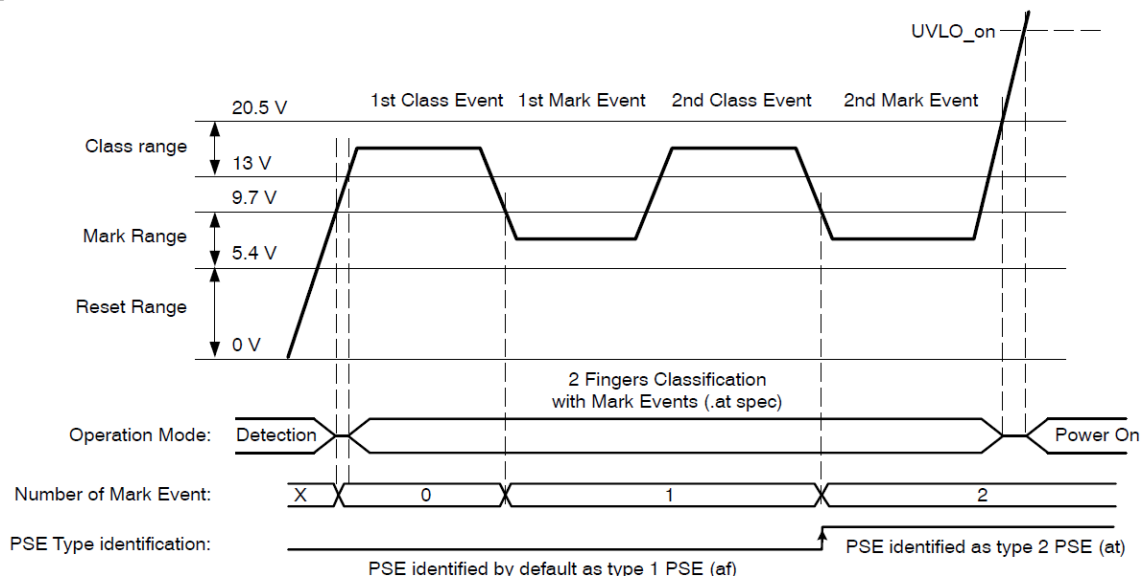 UVLO_on
1st Class Event 1st Mark Event 2nd Class Event 2nd Mark Event
20.5 V
Class range
13 V
9.7 V
Mark Range
5.4 V
Reset Range
0 V
2 Fingers Classification
with Mark Events (.at spec)
Operation Mode: Detection Power On
Number of Mark Event: X 0 1 2
PSE Type identification: PSE identified as type 2 PSE (at)
PSE identified by default as type 1 PSE (af)